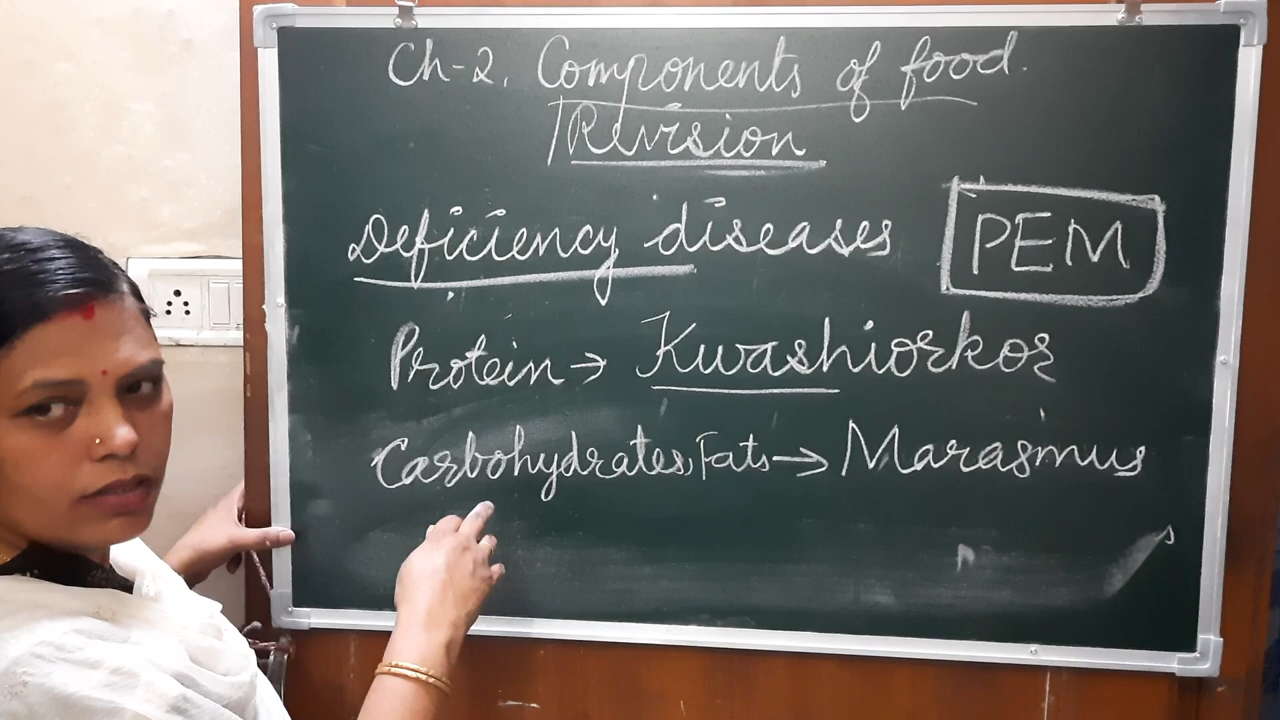 Ch-2. Components of food.
Revision
Deficiency diseases PEM
Protein → Kwashiorkor
Carbohydrates, Fats → Marasmus